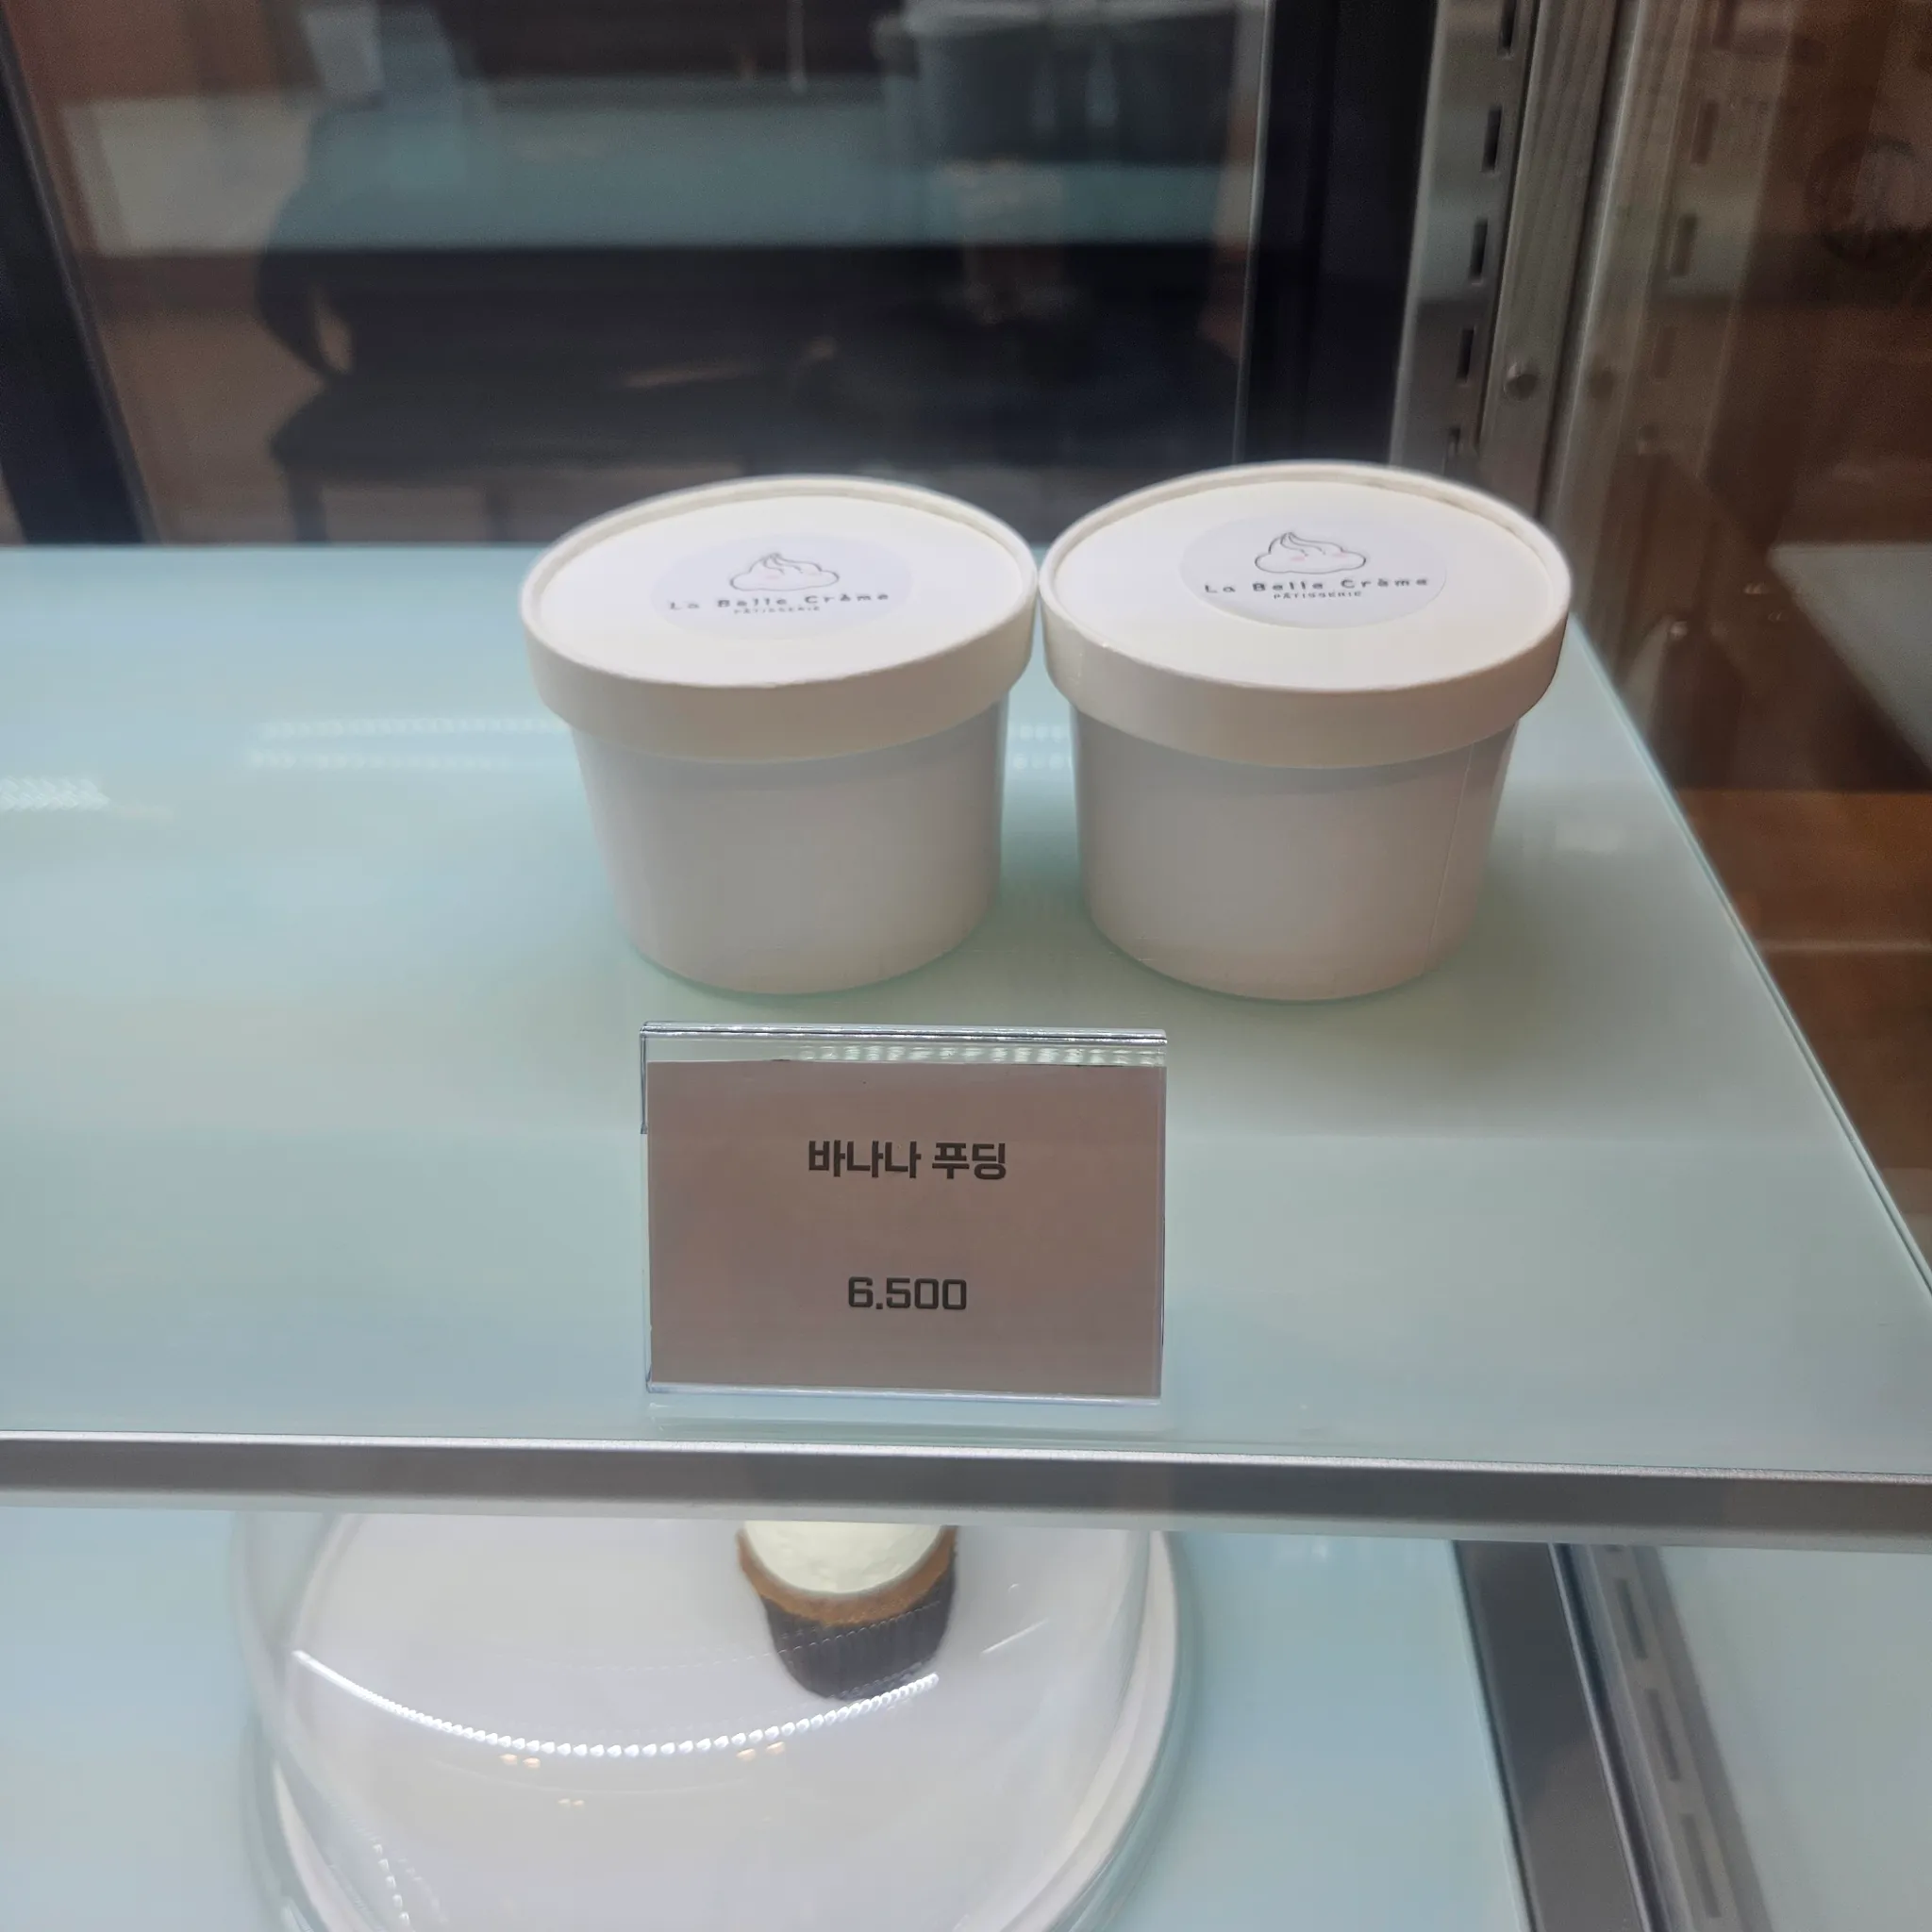 La Belle Crème
PÂTISSERIE
La Belle Crème
PÂTISSERIE
바나나 푸딩
6.500